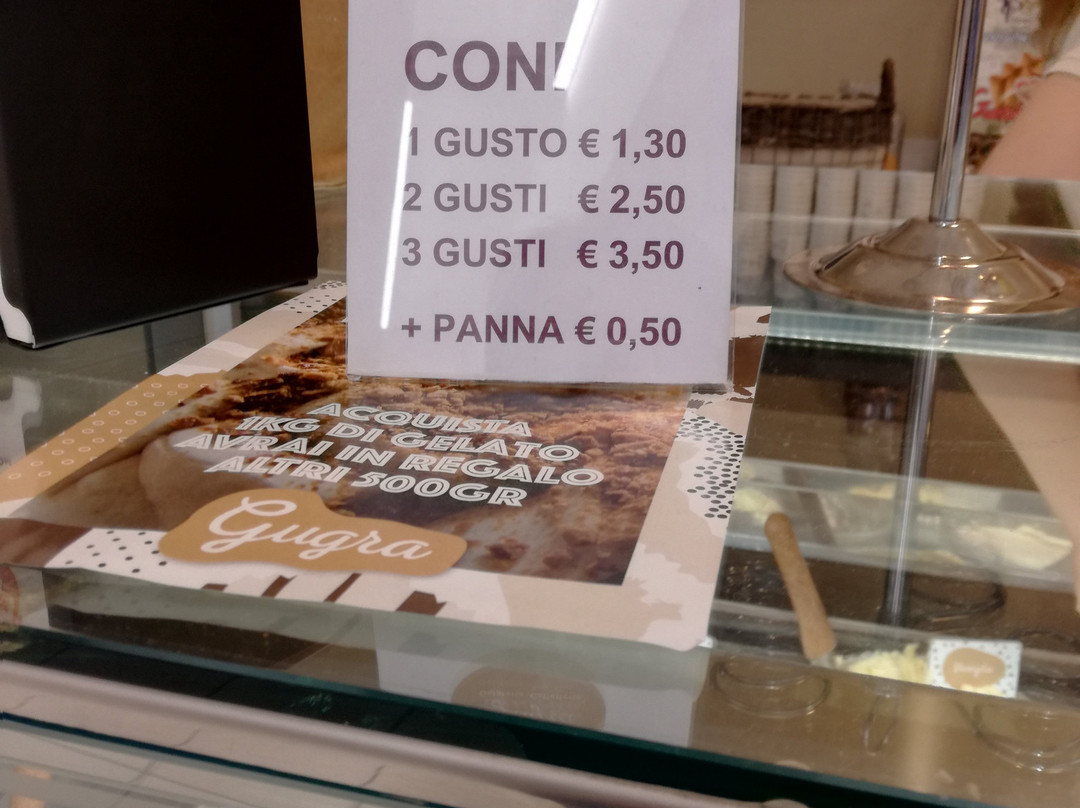 CONI
1 GUSTO € 1,30
2 GUSTI € 2,50
3 GUSTI € 3,50
+ PANNA € 0,50
ACQUISTA
1KG DI GELATO
AVRAI IN REGALO
ALTRI 500GR
Gugra